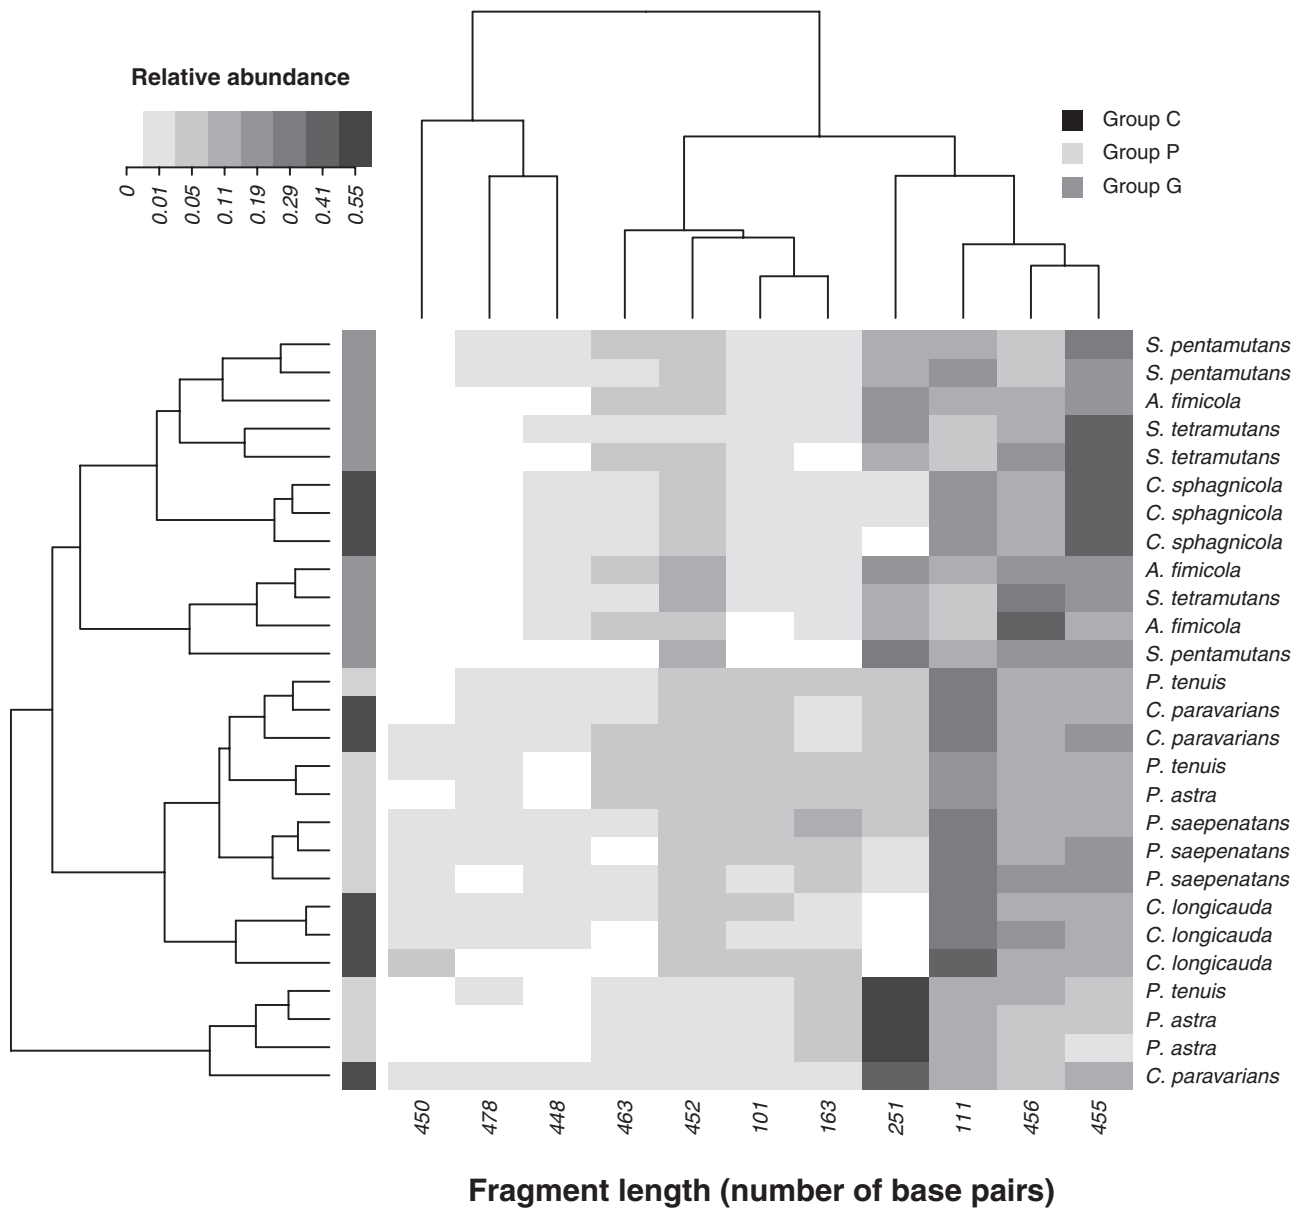 Relative abundance
0
0.01
0.05
0.11
0.19
0.29
0.41
0.55
Group C
Group P
Group G
S. pentamutans
S. pentamutans
A. fimicola
S. tetramutans
S. tetramutans
C. sphagnicola
C. sphagnicola
C. sphagnicola
A. fimicola
S. tetramutans
A. fimicola
S. pentamutans
P. tenuis
C. paravarians
C. paravarians
P. tenuis
P. astra
P. saepenatans
P. saepenatans
P. saepenatans
C. longicauda
C. longicauda
C. longicauda
P. tenuis
P. astra
P. astra
C. paravarians
450
478
448
463
452
101
163
251
111
456
455
Fragment length (number of base pairs)